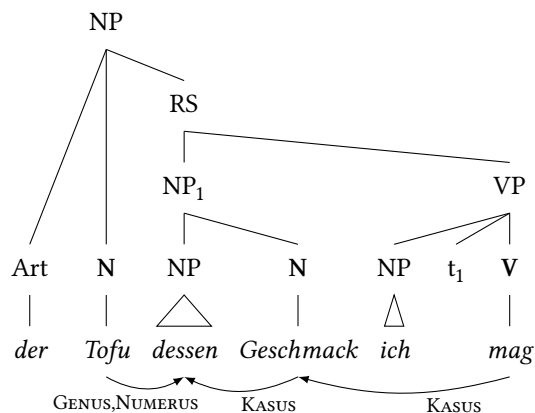 NP
RS
NP₁ VP
Art N NP N NP t₁ V
der Tofu dessen Geschmack ich mag
GENUS,NUMERUS KASUS KASUS